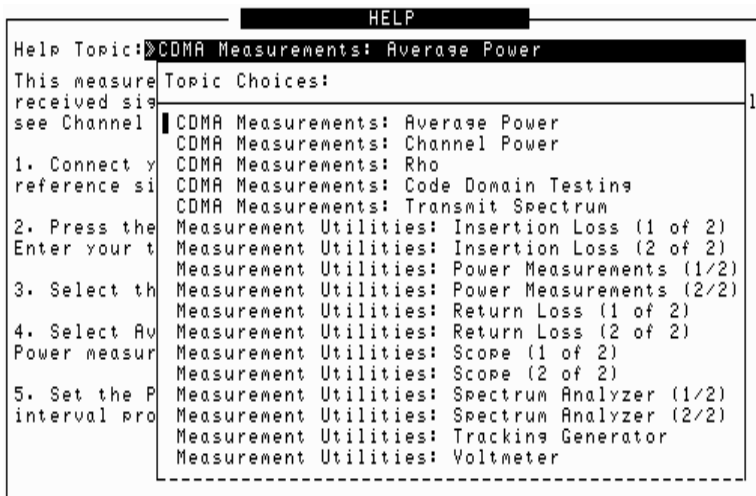 HELP
Help Topic:»CDMA Measurements: Average Power
This measure
received sig
see Channel
1. Connect y
reference si
2. Press the
Enter your t
3. Select th
4. Select Av
Power measur
5. Set the P
interval pro
Topic Choices:
CDMA Measurements: Average Power
CDMA Measurements: Channel Power
CDMA Measurements: Rho
CDMA Measurements: Code Domain Testing
CDMA Measurements: Transmit Spectrum
Measurement Utilities: Insertion Loss (1 of 2)
Measurement Utilities: Insertion Loss (2 of 2)
Measurement Utilities: Power Measurements (1/2)
Measurement Utilities: Power Measurements (2/2)
Measurement Utilities: Return Loss (1 of 2)
Measurement Utilities: Return Loss (2 of 2)
Measurement Utilities: Scope (1 of 2)
Measurement Utilities: Scope (2 of 2)
Measurement Utilities: Spectrum Analyzer (1/2)
Measurement Utilities: Spectrum Analyzer (2/2)
Measurement Utilities: Tracking Generator
Measurement Utilities: Voltmeter